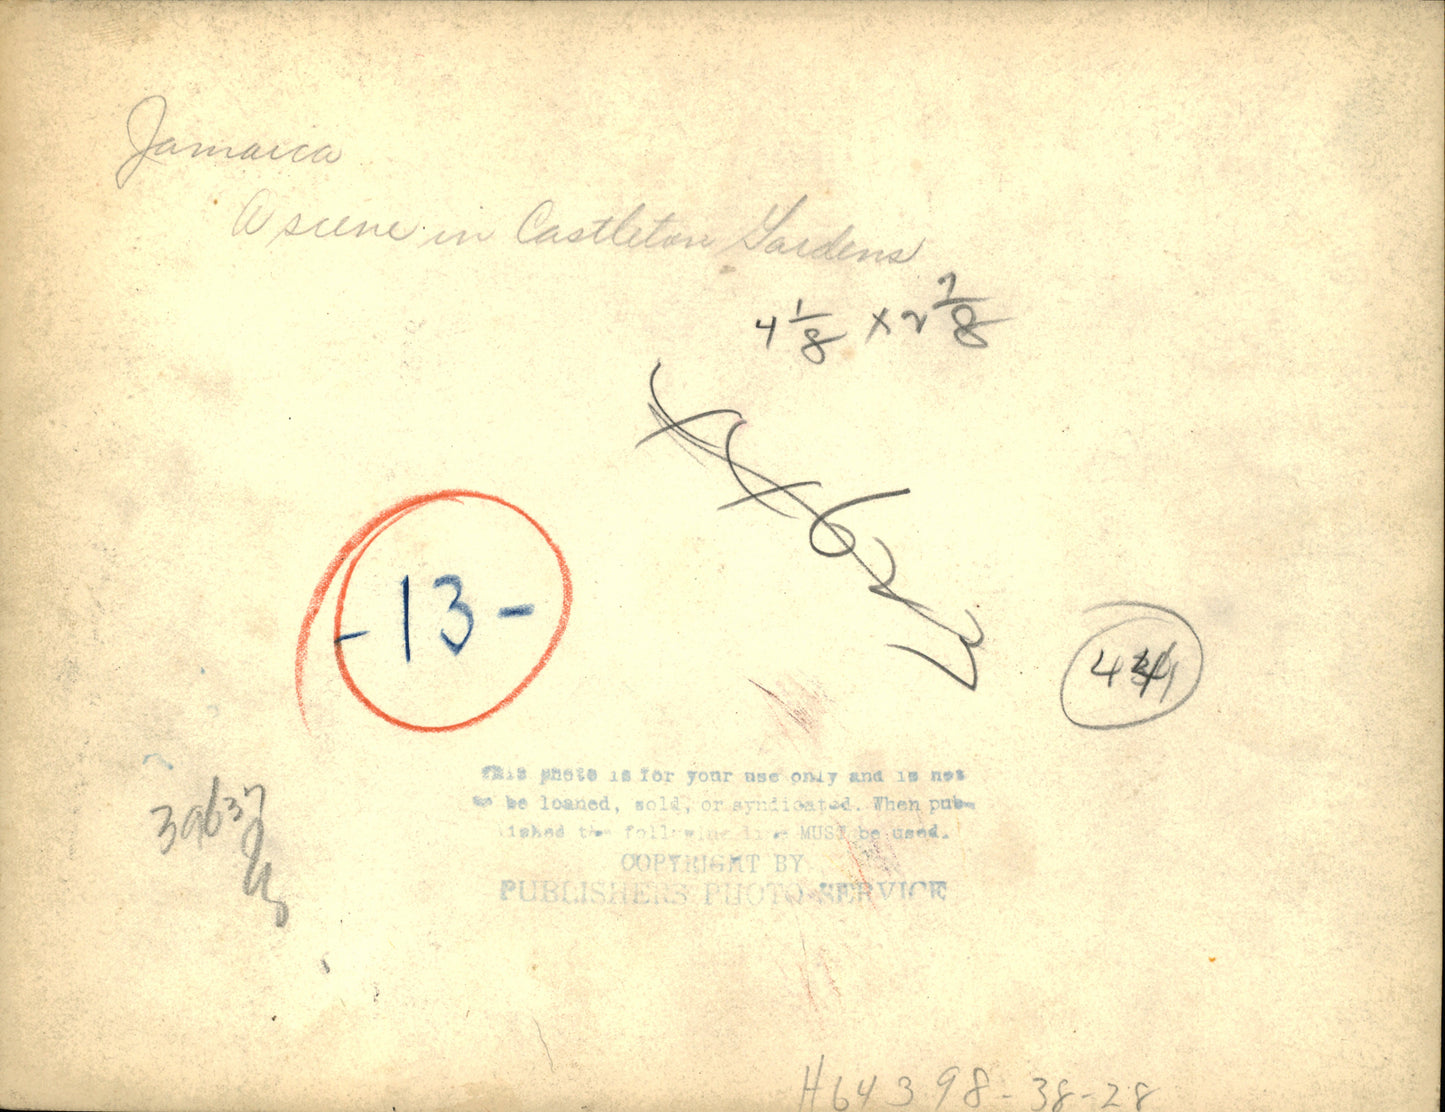 Jamaica
A scene in Castleton Gardens
4 1/8 x 2 7/8
-13-
39637
This photo is for your use only and is not
to be loaned, sold, or syndicated. When pub-
lished the following line MUST be used.
COPYRIGHT BY
PUBLISHERS PHOTO SERVICE
H64398-38-28